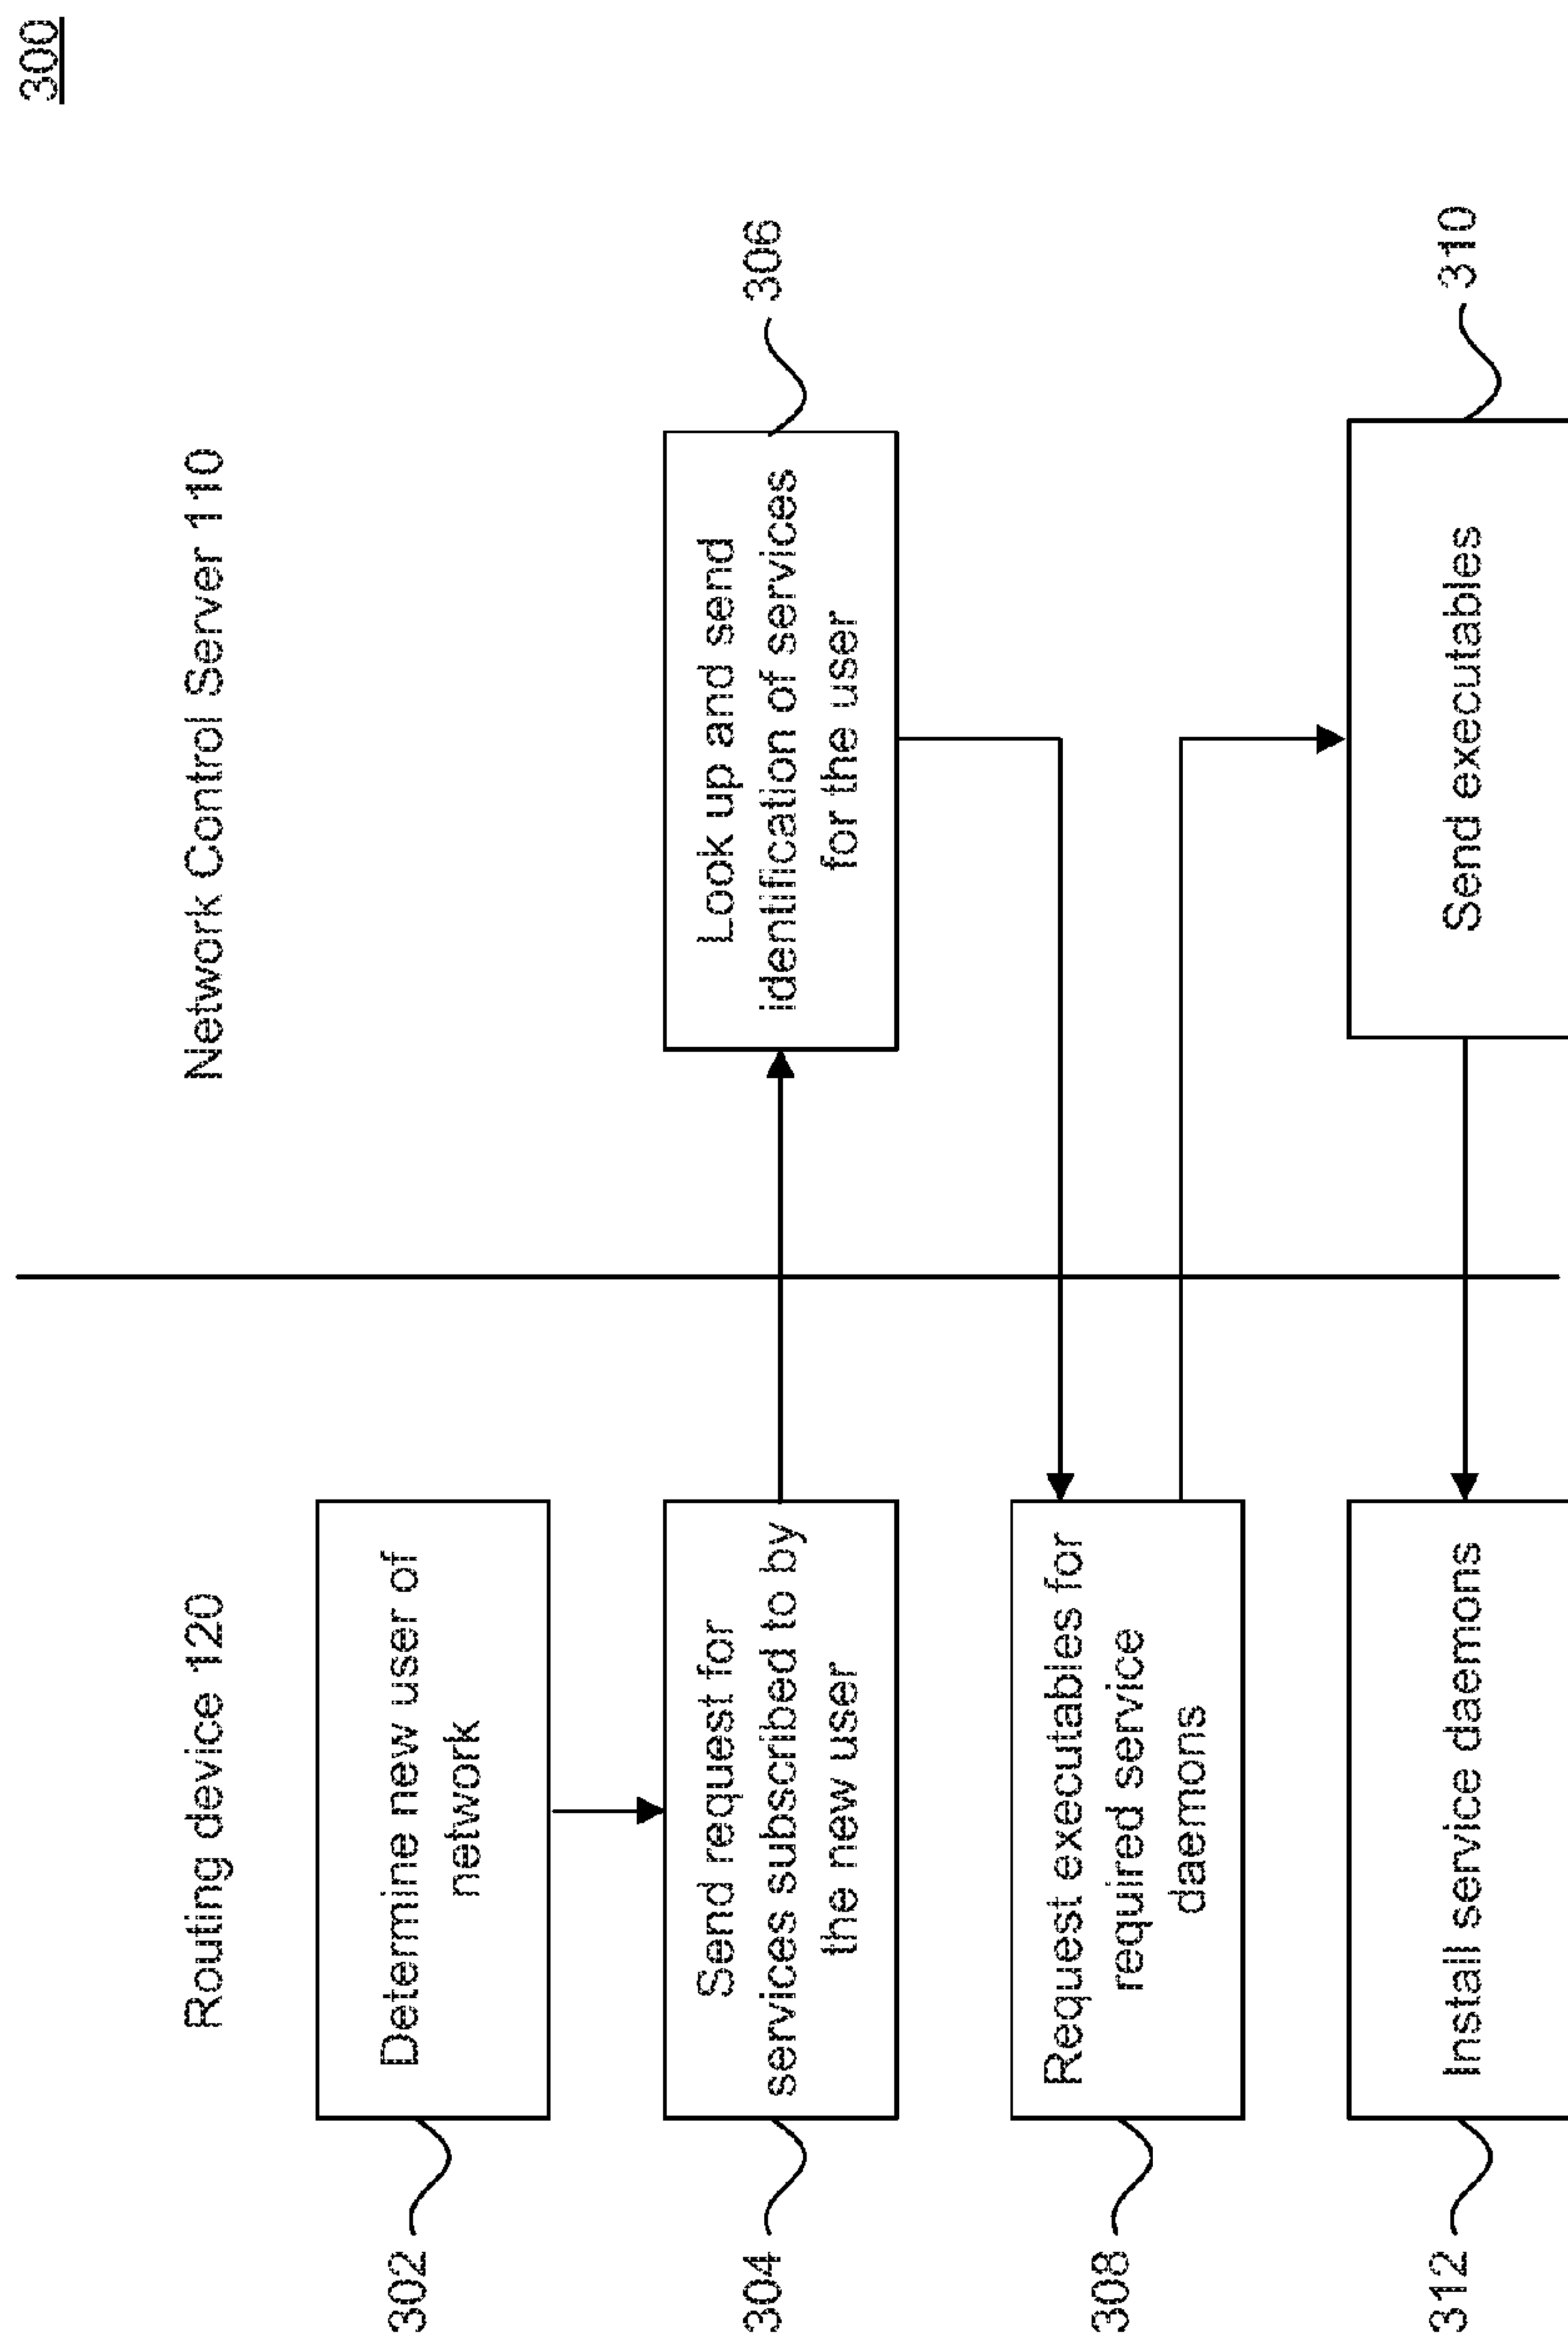 300
Routing device 120
Network Control Server 110
302
Determine new user of
network
304
Send request for
services subscribed to by
the new user
Look up and send
identification of services
for the user
306
308
Request executables for
required service
daemons
Send executables
310
312
Install service daemons